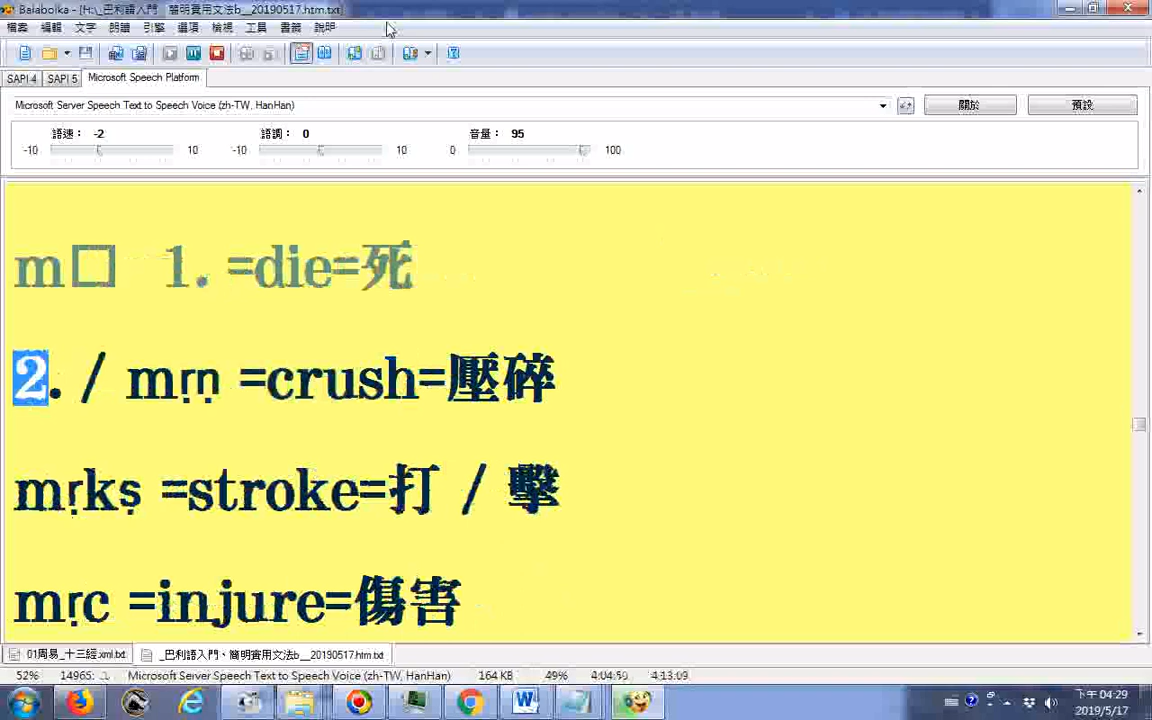 Balabolka - [H:\_巴利語入門、簡明實用文法b__20190517.htm.txt]
檔案 編輯 文字 朗讀 引擎 選項 檢視 工具 書籤 說明
SAPI 4 SAPI 5 Microsoft Speech Platform
Microsoft Server Speech Text to Speech Voice (zh-TW, HanHan) 關於 預設
語速： -2 語調： 0 音量： 95
-10 10 -10 10 0 100
m□ 1. =die=死
2. / mṛṇ =crush=壓碎
mṛkṣ =stroke=打 / 擊
mṛc =injure=傷害
01周易_十三經.xml.txt _巴利語入門、簡明實用文法b__20190517.htm.txt
52% 14965: Microsoft Server Speech Text to Speech Voice (zh-TW, HanHan) 164 KB 49% 4:04:50 4:13:09
下午 04:29
2019/5/17